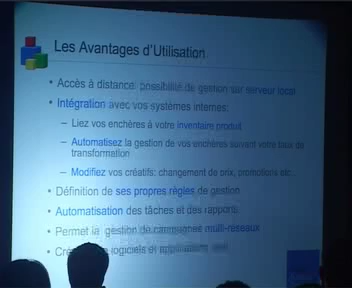 Les Avantages d'Utilisation
• Accès à distance: possibilité de gestion sur serveur local
• Intégration avec vos systèmes internes:
– Liez vos enchères à votre inventaire produit
– Automatisez la gestion de vos enchères suivant votre taux de
transformation
– Modifiez vos créatifs: changement de prix, promotions etc...
• Définition de ses propres règles de gestion
• Automatisation des tâches et des rapports
• Permet la gestion de campagnes multi-réseaux
• logiciels et applications